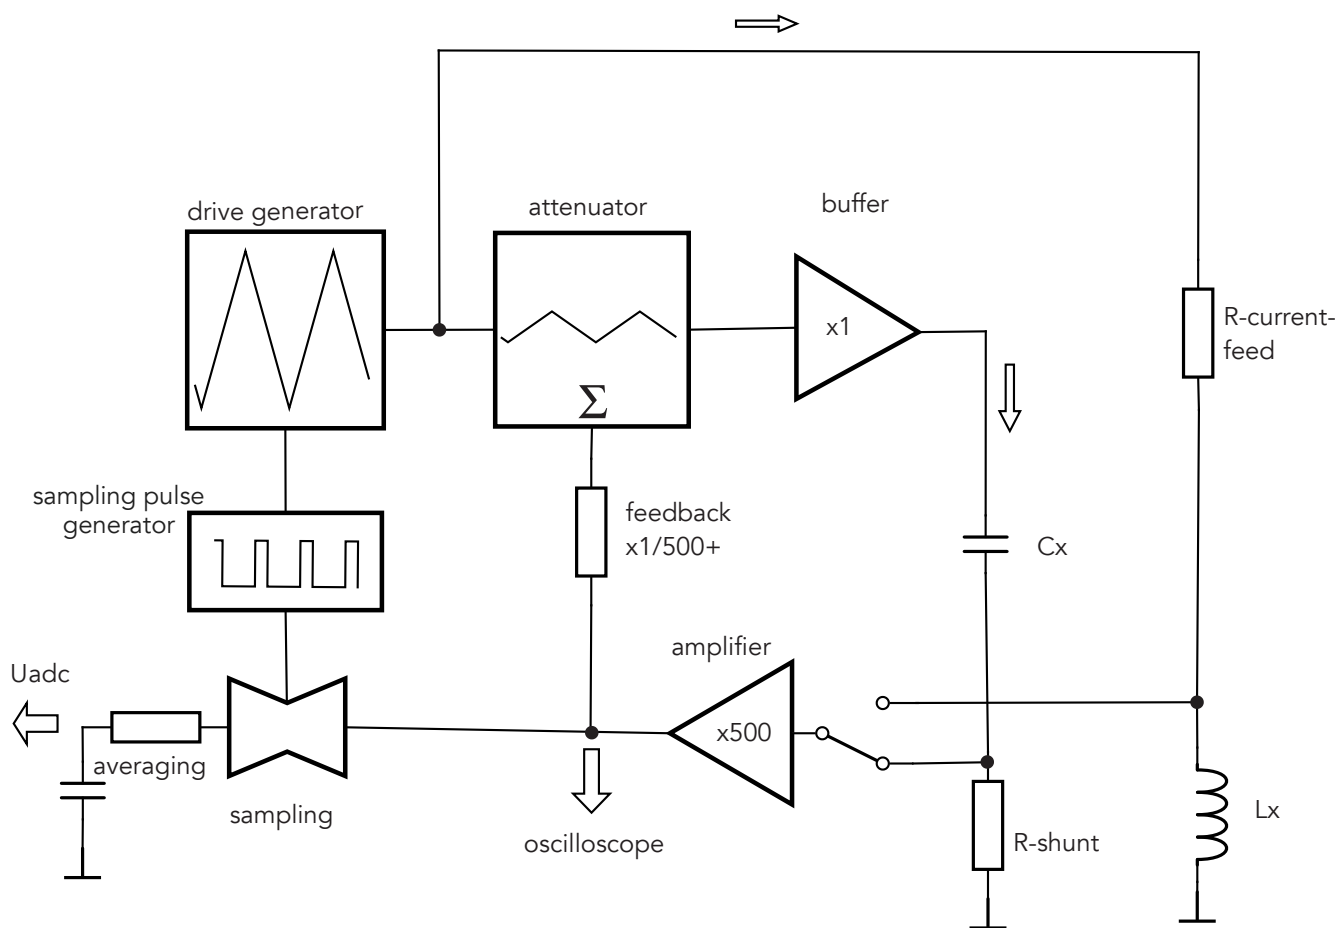 drive generator
attenuator
buffer
x1
R-current-
feed
Σ
sampling pulse
generator
feedback
x1/500+
Cx
amplifier
Uadc
x500
averaging
sampling
Lx
oscilloscope
R-shunt